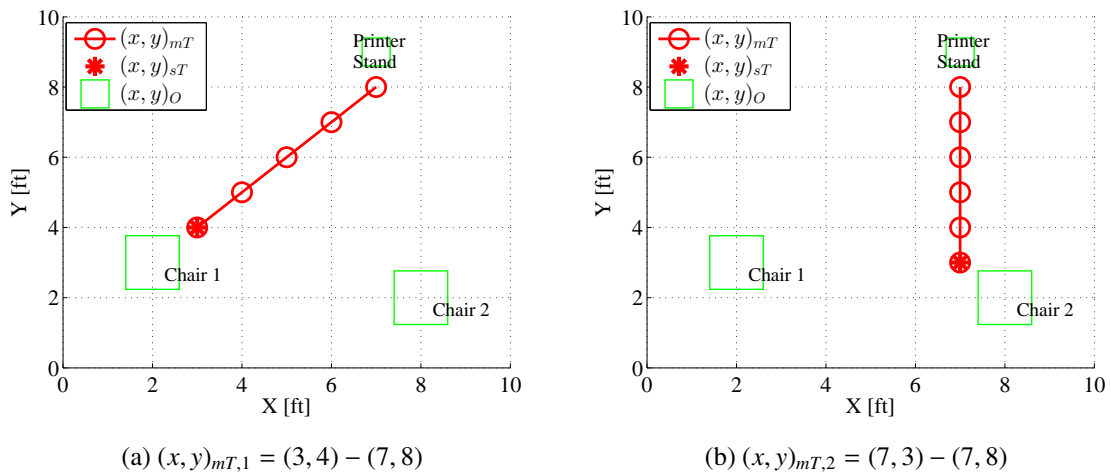 10
8
6
4
2
0
0
2
4
6
8
10
Y [ft]
X [ft]
(x, y)_{mT}
(x, y)_{sT}
(x, y)_O
Printer
Stand
Chair 1
Chair 2
(a) (x, y)_{mT,1} = (3, 4) − (7, 8)
10
8
6
4
2
0
0
2
4
6
8
10
Y [ft]
X [ft]
(x, y)_{mT}
(x, y)_{sT}
(x, y)_O
Printer
Stand
Chair 1
Chair 2
(b) (x, y)_{mT,2} = (7, 3) − (7, 8)